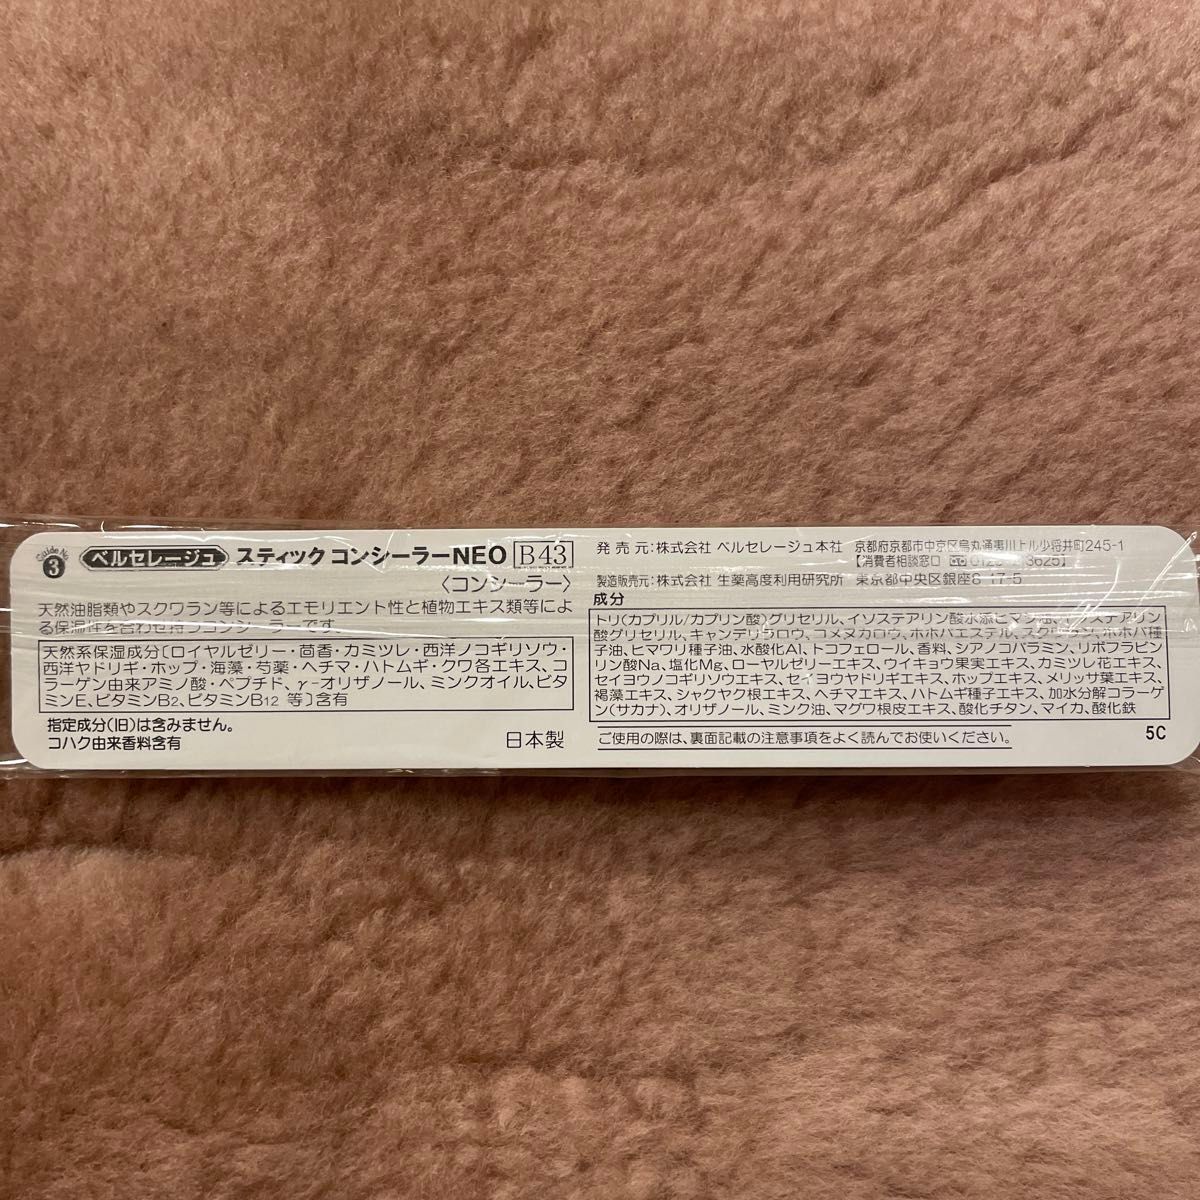 Guide No.
3
ベルセレージュ スティック コンシーラーNEO B43
〈コンシーラー〉
天然油脂類やスクワラン等によるエモリエント性と植物エキス類等によ
る保湿性を合わせ持つコンシーラーです。
天然系保湿成分〔ロイヤルゼリー・茴香・カミツレ・西洋ノコギリソウ・
西洋ヤドリギ・ホップ・海藻・芍薬・ヘチマ・ハトムギ・クワ各エキス、コ
ラーゲン由来アミノ酸・ペプチド、γ-オリザノール、ミンクオイル、ビタ
ミンE、ビタミンB2、ビタミンB12 等〕含有
指定成分(旧)は含みません。
コハク由来香料含有
日本製
発 売 元:株式会社 ベルセレージュ本社 京都府京都市中京区烏丸通夷川上ル少将井町245-1
【消費者相談窓口 3625】
製造販売元:株式会社 生薬高度利用研究所 東京都中央区銀座 17-5
成分
トリ(カプリル/カプリン酸)グリセリル、イソステアリン酸水添ヒマシ油、ステアリン
酸グリセリル、キャンデリラロウ、コメヌカロウ、ホホバエステル、スクワラン、ホホバ種
子油、ヒマワリ種子油、水酸化Al、トコフェロール、香料、シアノコバラミン、リボフラビン
リン酸Na、塩化Mg、ローヤルゼリーエキス、ウイキョウ果実エキス、カミツレ花エキス、
セイヨウノコギリソウエキス、セイヨウヤドリギエキス、ホップエキス、メリッサ葉エキス、
褐藻エキス、シャクヤク根エキス、ヘチマエキス、ハトムギ種子エキス、加水分解コラーゲ
ン(サカナ)、オリザノール、ミンク油、マグワ根皮エキス、酸化チタン、マイカ、酸化鉄
ご使用の際は、裏面記載の注意事項をよく読んでお使いください。
5C